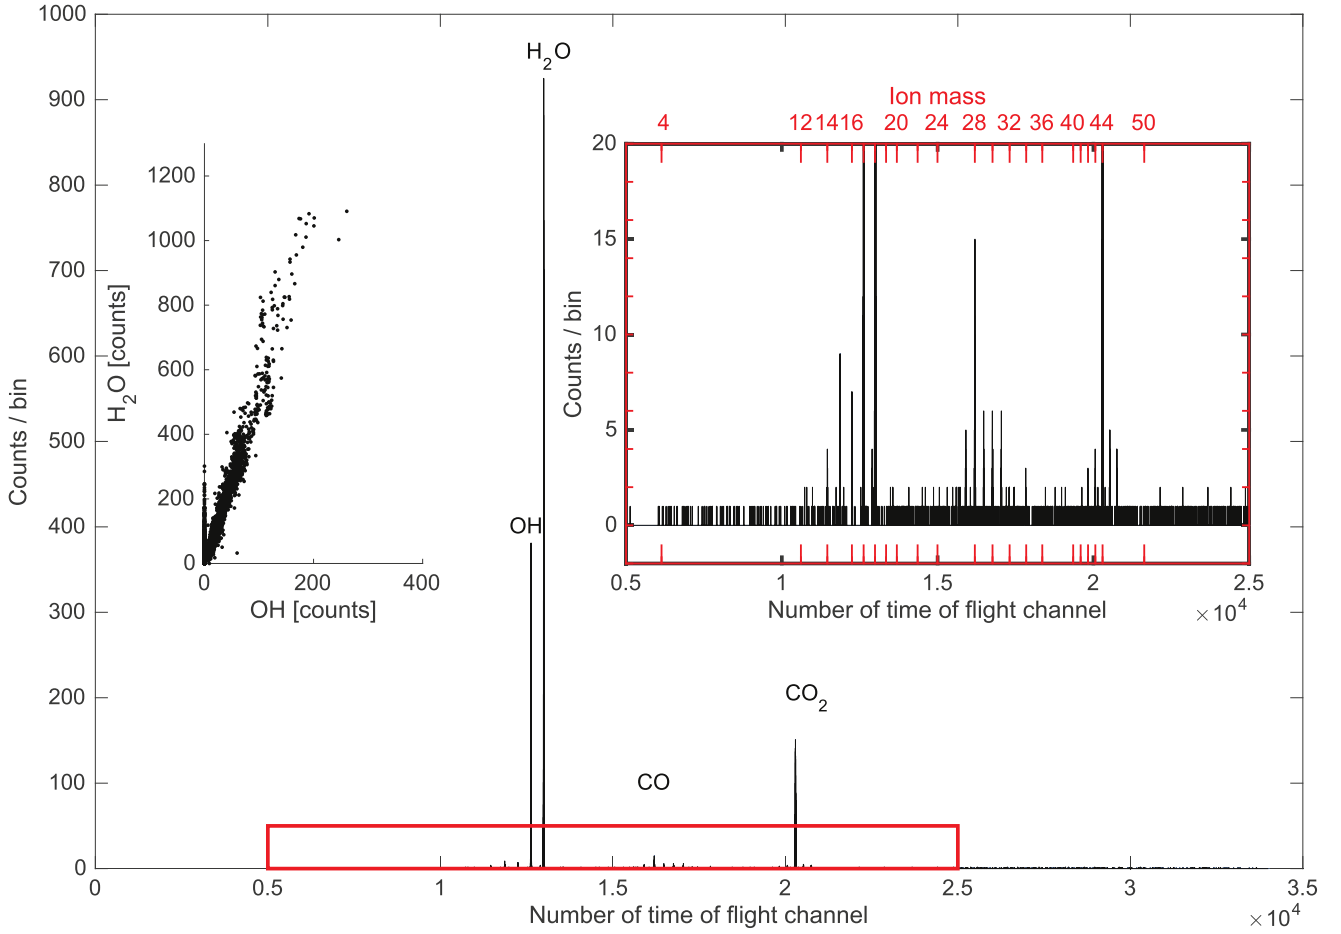 1000
900
800
700
600
500
400
300
200
100
0
Counts / bin
0
0.5
1
1.5
2
2.5
3
3.5
×10⁴
Number of time of flight channel
H₂O
OH
CO
CO₂
1200
1000
800
600
400
200
0
H₂O [counts]
0 200 400
OH [counts]
Ion mass
4 12 14 16 20 24 28 32 36 40 44 50
20
15
10
5
0
Counts / bin
0.5 1 1.5 2 2.5
Number of time of flight channel
×10⁴